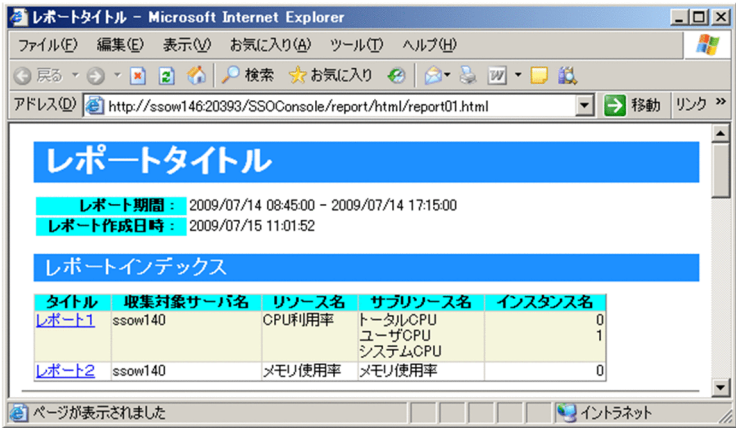 レポートタイトル - Microsoft Internet Explorer
ファイル(F) 編集(E) 表示(V) お気に入り(A) ツール(T) ヘルプ(H)
戻る 検索 お気に入り
アドレス(D) http://ssow146:20393/SSOConsole/report/html/report01.html 移動 リンク »
レポートタイトル
レポート期間： 2009/07/14 08:45:00 - 2009/07/14 17:15:00
レポート作成日時： 2009/07/15 11:01:52
レポートインデックス
タイトル 収集対象サーバ名 リソース名 サブリソース名 インスタンス名
レポート1 ssow140 CPU利用率 トータルCPU 0
ユーザCPU 1
システムCPU
レポート2 ssow140 メモリ使用率 メモリ使用率 0
ページが表示されました イントラネット